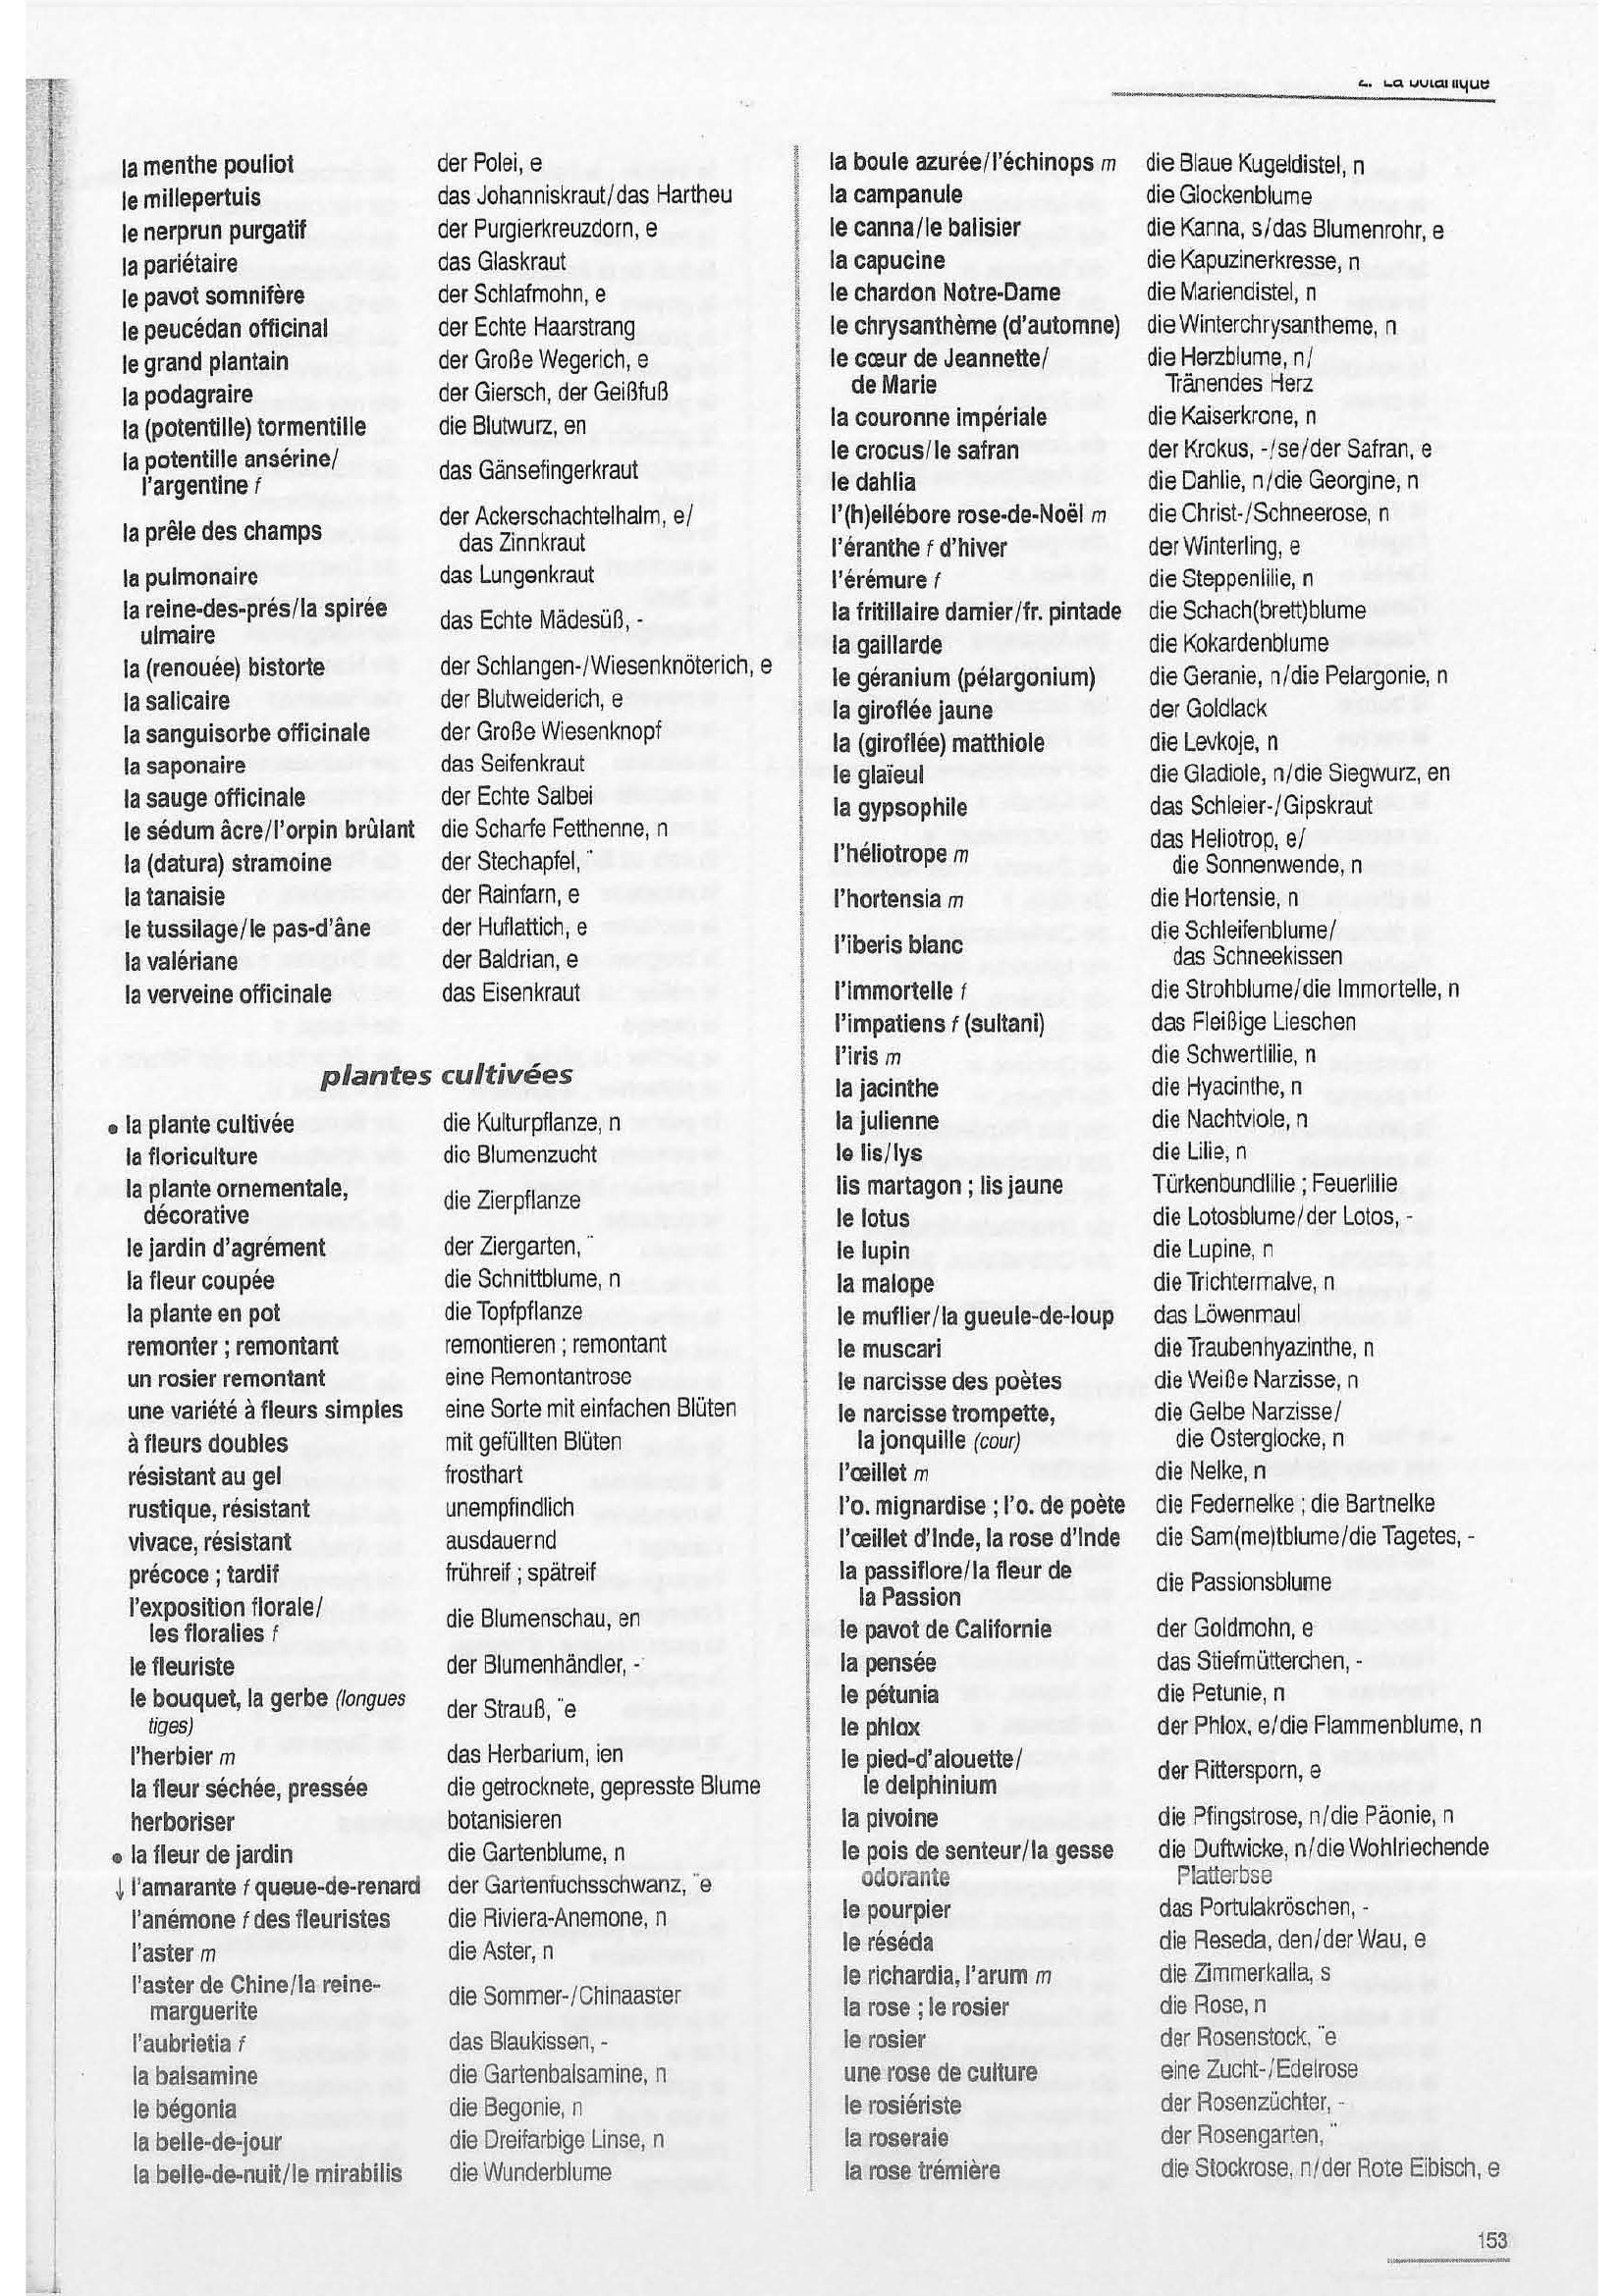 2. La botanique
la menthe pouliot der Polei, e
le millepertuis das Johanniskraut/das Hartheu
le nerprun purgatif der Purgierkreuzdorn, e
la pariétaire das Glaskraut
le pavot somnifère der Schlafmohn, e
le peucédan officinal der Echte Haarstrang
le grand plantain der Große Wegerich, e
la podagraire der Giersch, der Geißfuß
la (potentille) tormentille die Blutwurz, en
la potentille ansérine/
l'argentine f das Gänsefingerkraut
la prêle des champs der Ackerschachtelhalm, e/
das Zinnkraut
la pulmonaire das Lungenkraut
la reine-des-prés/la spirée
ulmaire das Echte Mädesüß, -
la (renouée) bistorte der Schlangen-/Wiesenknöterich, e
la salicaire der Blutweiderich, e
la sanguisorbe officinale der Große Wiesenknopf
la saponaire das Seifenkraut
la sauge officinale der Echte Salbei
le sédum âcre/l'orpin brûlant die Scharfe Fetthenne, n
la (datura) stramoine der Stechapfel, ¨
la tanaisie der Rainfarn, e
le tussilage/le pas-d'âne der Huflattich, e
la valériane der Baldrian, e
la verveine officinale das Eisenkraut
plantes cultivées
• la plante cultivée die Kulturpflanze, n
la floriculture die Blumenzucht
la plante ornementale,
décorative die Zierpflanze
le jardin d'agrément der Ziergarten, ¨
la fleur coupée die Schnittblume, n
la plante en pot die Topfpflanze
remonter ; remontant remontieren ; remontant
un rosier remontant eine Remontantrose
une variété à fleurs simples eine Sorte mit einfachen Blüten
à fleurs doubles mit gefüllten Blüten
résistant au gel frosthart
rustique, résistant unempfindlich
vivace, résistant ausdauernd
précoce ; tardif frühreif ; spätreif
l'exposition florale/
les floralies f die Blumenschau, en
le fleuriste der Blumenhändler, -
le bouquet, la gerbe (longues
tiges) der Strauß, ¨e
l'herbier m das Herbarium, ien
la fleur séchée, pressée die getrocknete, gepresste Blume
herboriser botanisieren
• la fleur de jardin die Gartenblume, n
↓ l'amarante f queue-de-renard der Gartenfuchsschwanz, ¨e
l'anémone f des fleuristes die Riviera-Anemone, n
l'aster m die Aster, n
l'aster de Chine/la reine-
marguerite die Sommer-/Chinaaster
l'aubrietia f das Blaukissen, -
la balsamine die Gartenbalsamine, n
le bégonia die Begonie, n
la belle-de-jour die Dreifarbige Linse, n
la belle-de-nuit/le mirabilis die Wunderblume
la boule azurée/l'échinops m die Blaue Kugeldistel, n
la campanule die Glockenblume
le canna/le balisier die Kanna, s/das Blumenrohr, e
la capucine die Kapuzinerkresse, n
le chardon Notre-Dame die Mariendistel, n
le chrysanthème (d'automne) die Winterchrysantheme, n
le cœur de Jeannette/ die Herzblume, n/
de Marie Tränendes Herz
la couronne impériale die Kaiserkrone, n
le crocus/le safran der Krokus, -/se/der Safran, e
le dahlia die Dahlie, n/die Georgine, n
l'(h)ellébore rose-de-Noël m die Christ-/Schneerose, n
l'éranthe f d'hiver der Winterling, e
l'érémure f die Steppenlilie, n
la fritillaire damier/fr. pintade die Schach(brett)blume
la gaillarde die Kokardenblume
le géranium (pélargonium) die Geranie, n/die Pelargonie, n
la giroflée jaune der Goldlack
la (giroflée) matthiole die Levkoje, n
le glaïeul die Gladiole, n/die Siegwurz, en
la gypsophile das Schleier-/Gipskraut
l'héliotrope m das Heliotrop, e/
die Sonnenwende, n
l'hortensia m die Hortensie, n
l'iberis blanc die Schleifenblume/
das Schneekissen
l'immortelle f die Strohblume/die Immortelle, n
l'impatiens f (sultani) das Fleißige Lieschen
l'iris m die Schwertlilie, n
la jacinthe die Hyacinthe, n
la julienne die Nachtviole, n
le lis/lys die Lilie, n
lis martagon ; lis jaune Türkenbundlilie ; Feuerlilie
le lotus die Lotosblume/der Lotos, -
le lupin die Lupine, n
la malope die Trichtermalve, n
le muflier/la gueule-de-loup das Löwenmaul
le muscari die Traubenhyazinthe, n
le narcisse des poètes die Weiße Narzisse, n
le narcisse trompette, die Gelbe Narzisse/
la jonquille (cour) die Osterglocke, n
l'œillet m die Nelke, n
l'o. mignardise ; l'o. de poète die Federnelke ; die Bartnelke
l'œillet d'Inde, la rose d'Inde die Sam(me)tblume/die Tagetes, -
la passiflore/la fleur de
la Passion die Passionsblume
le pavot de Californie der Goldmohn, e
la pensée das Stiefmütterchen, -
le pétunia die Petunie, n
le phlox der Phlox, e/die Flammenblume, n
le pied-d'alouette/
le delphinium der Rittersporn, e
la pivoine die Pfingstrose, n/die Päonie, n
le pois de senteur/la gesse die Duftwicke, n/die Wohlriechende
odorante Platterbse
le pourpier das Portulakröschen, -
le réséda die Reseda, den/der Wau, e
le richardia, l'arum m die Zimmerkalla, s
la rose ; le rosier die Rose, n
le rosier der Rosenstock, ¨e
une rose de culture eine Zucht-/Edelrose
le rosiériste der Rosenzüchter, -
la roseraie der Rosengarten, ¨
la rose trémière die Stockrose, n/der Rote Eibisch, e
153